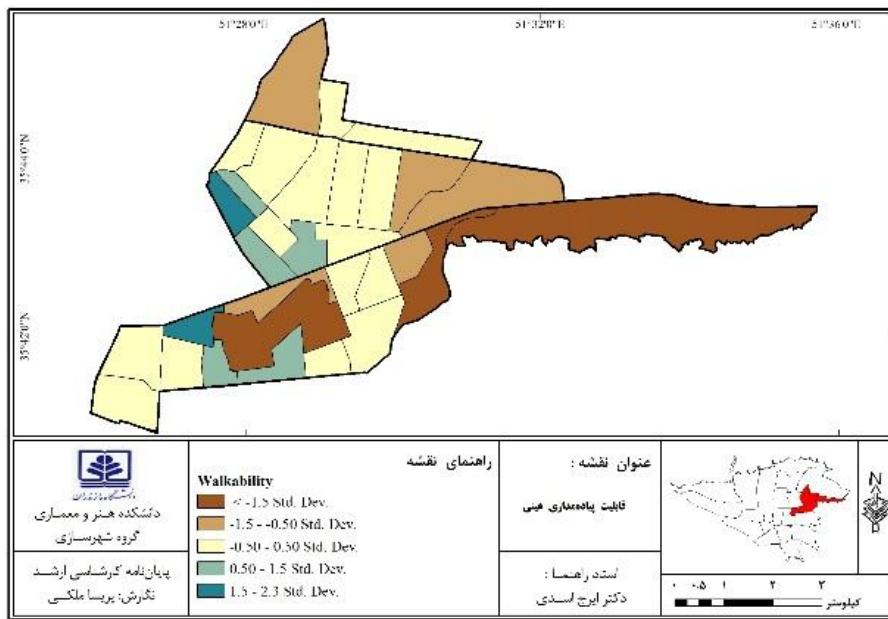 51°28'0"E
51°32'0"E
51°36'0"E
35°44'0"N
35°42'0"N
دانشکده هنر و معماری
گروه شهرسازی
پایان‌نامه کارشناسی ارشد
نگارش: پریسا ملکی
راهنمای نقشه
Walkability
< -1.5 Std. Dev.
-1.5 - -0.50 Std. Dev.
-0.50 - 0.50 Std. Dev.
0.50 - 1.5 Std. Dev.
1.5 - 2.3 Std. Dev.
عنوان نقشه :
قابلیت پیاده‌مداری عینی
استاد راهنما :
دکتر ایرج اسدی
N
۰ ۰.۵ ۱ ۲ ۳
کیلومتر